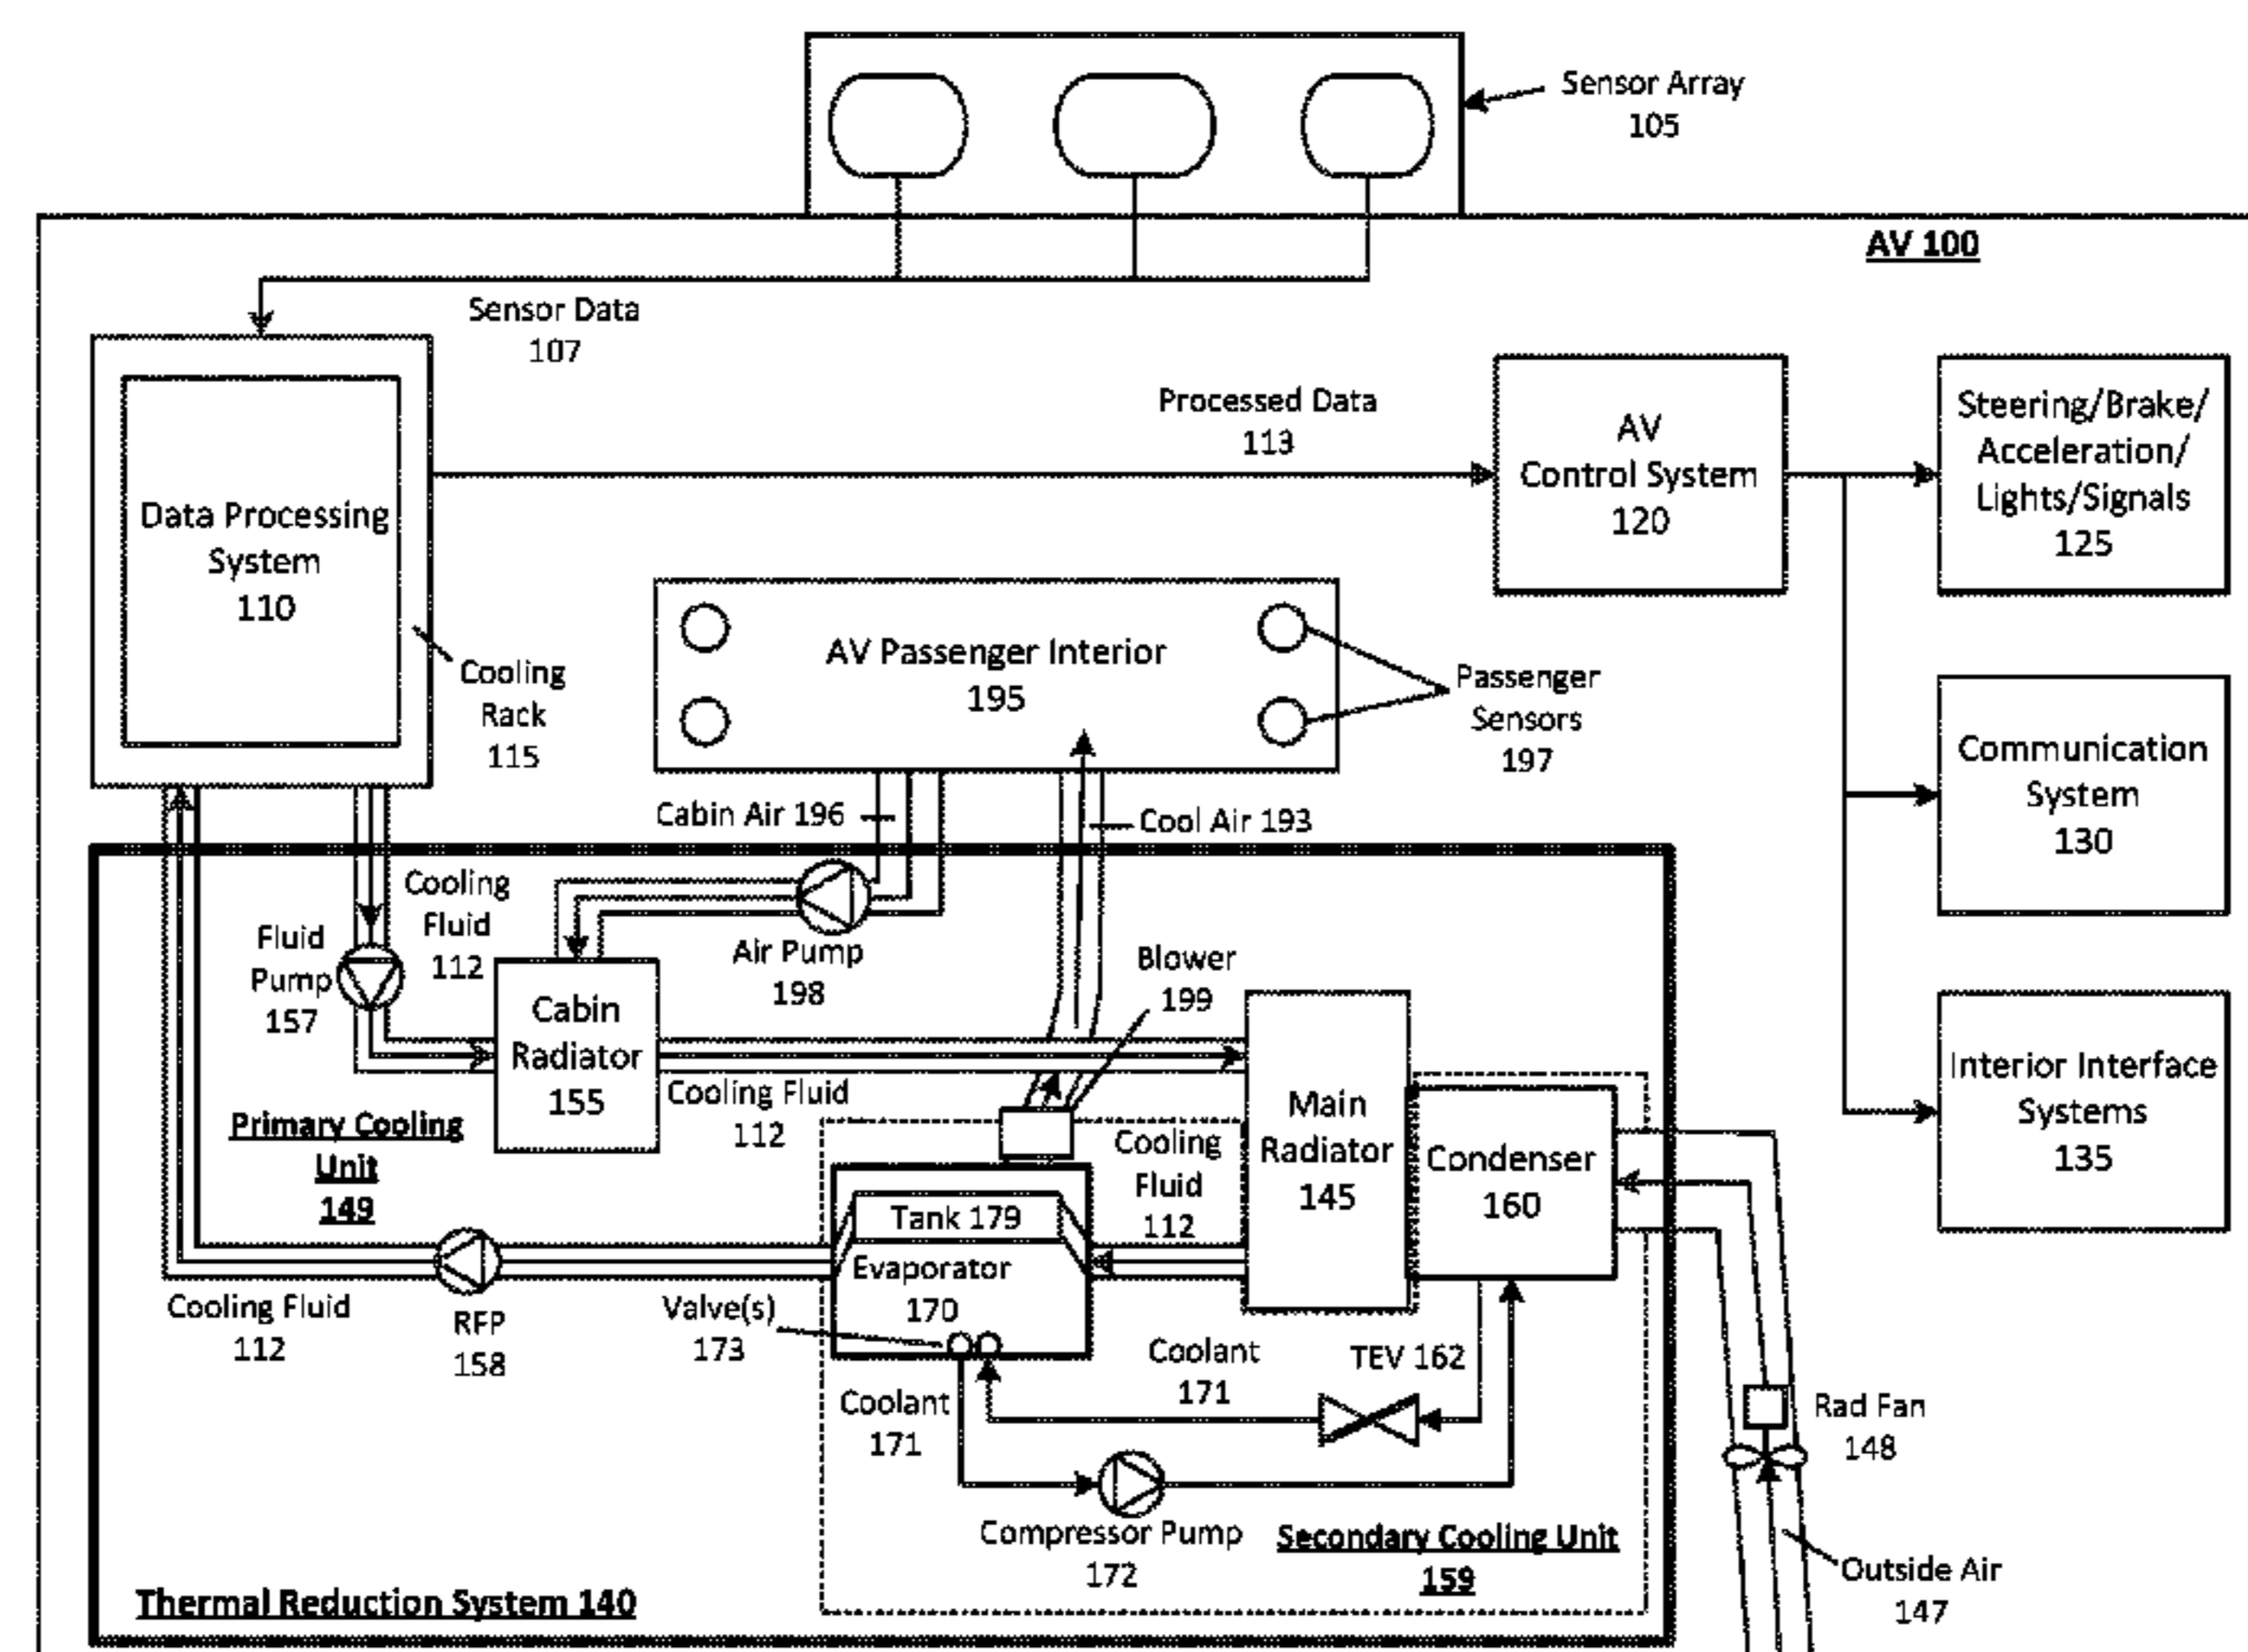 Sensor Array
105
AV 100
Sensor Data
107
Processed Data
113
Data Processing
System
110
Cooling
Rack
115
AV
Control System
120
Steering/Brake/
Acceleration/
Lights/Signals
125
AV Passenger Interior
195
Passenger
Sensors
197
Communication
System
130
Cabin Air 196
Cool Air 193
Cooling
Fluid
112
Fluid
Pump
157
Air Pump
198
Blower
199
Cabin
Radiator
155
Cooling Fluid
112
Interior Interface
Systems
135
Primary Cooling
Unit
149
Main
Radiator
145
Condenser
160
Cooling
Fluid
112
Tank 179
Evaporator
170
Cooling Fluid
112
RFP
158
Valve(s)
173
Coolant
171
TEV 162
Coolant
171
Rad Fan
148
Compressor Pump
172
Secondary Cooling Unit
159
Outside Air
147
Thermal Reduction System 140